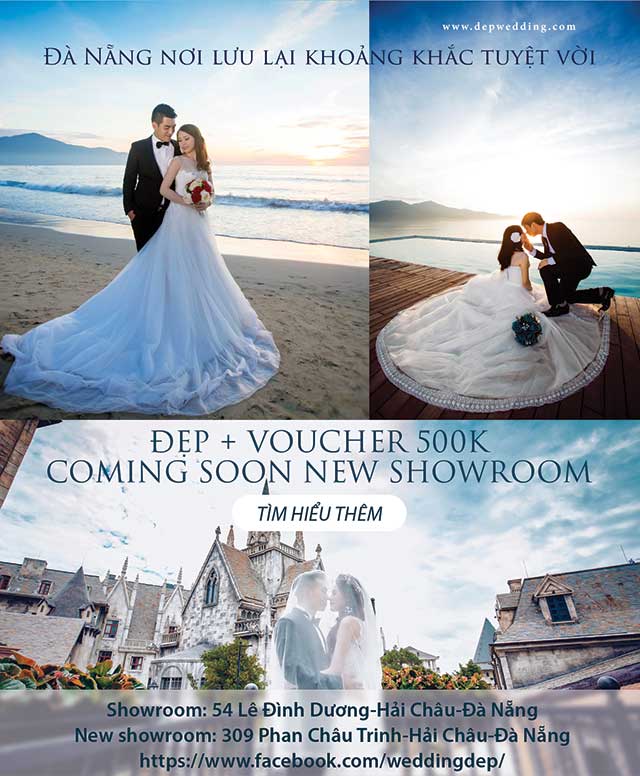 www.depwedding.com
ĐÀ NẴNG NƠI LƯU LẠI KHOẢNG KHẮC TUYỆT VỜI
ĐẸP + VOUCHER 500K
COMING SOON NEW SHOWROOM
TÌM HIỂU THÊM
Showroom: 54 Lê Đình Dương-Hải Châu-Đà Nẵng
New showroom: 309 Phan Châu Trinh-Hải Châu-Đà Nẵng
https://www.facebook.com/weddingdep/